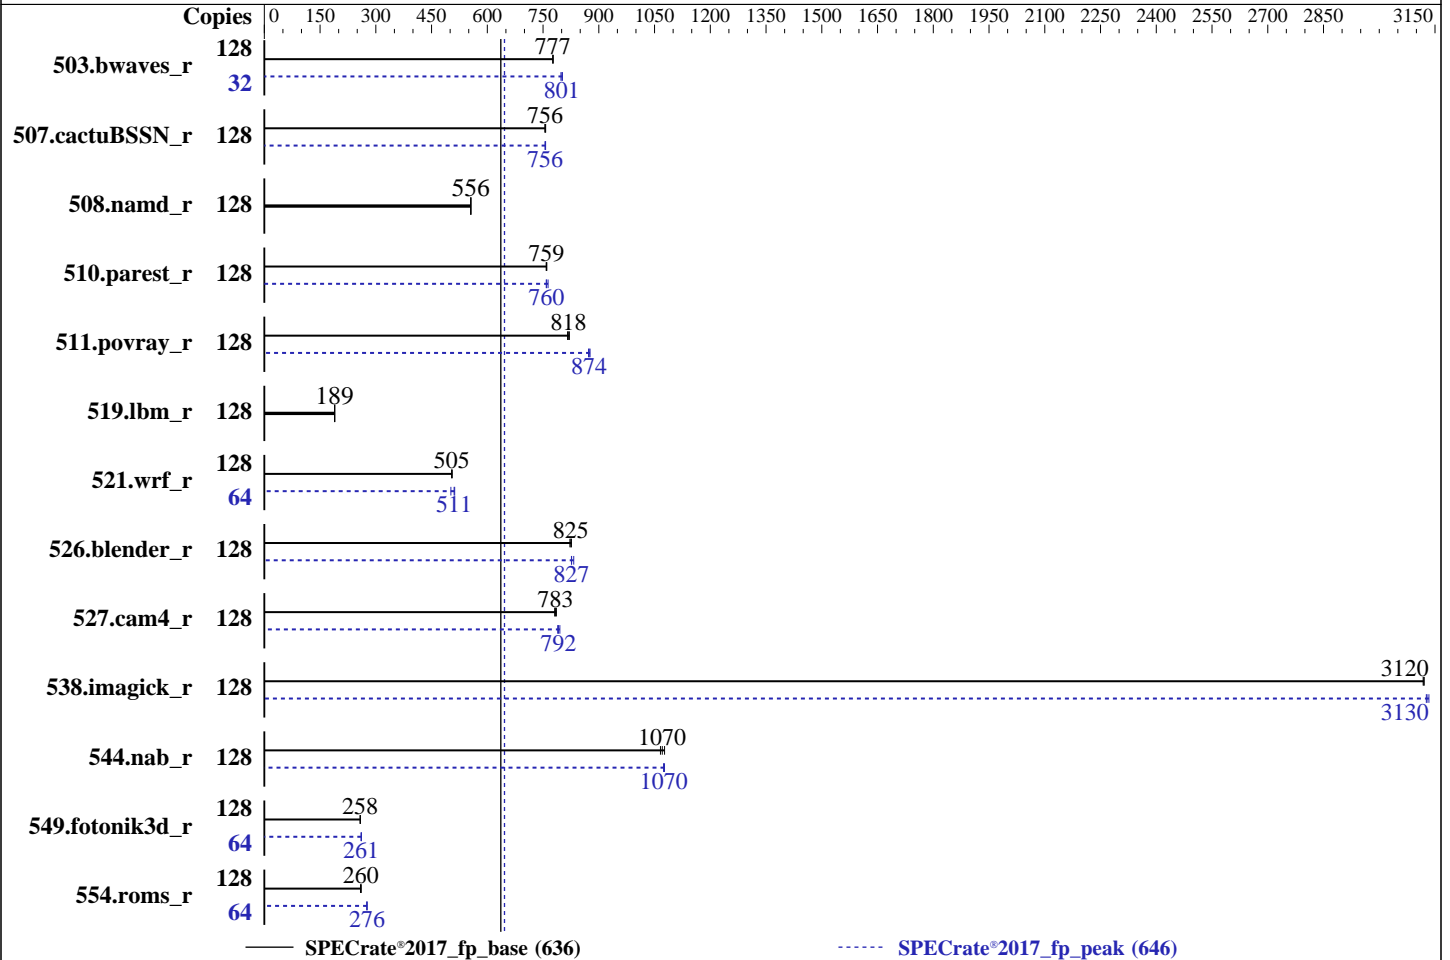 Copies 0 150 300 450 600 750 900 1050 1200 1350 1500 1650 1800 1950 2100 2250 2400 2550 2700 2850 3150
503.bwaves_r 128 777
32 801
507.cactuBSSN_r 128 756
756
508.namd_r 128 556
510.parest_r 128 759
760
511.povray_r 128 818
874
519.lbm_r 128 189
521.wrf_r 128 505
64 511
526.blender_r 128 825
827
527.cam4_r 128 783
792
538.imagick_r 128 3120
3130
544.nab_r 128 1070
1070
549.fotonik3d_r 128 258
64 261
554.roms_r 128 260
64 276
SPECrate®2017_fp_base (636) SPECrate®2017_fp_peak (646)